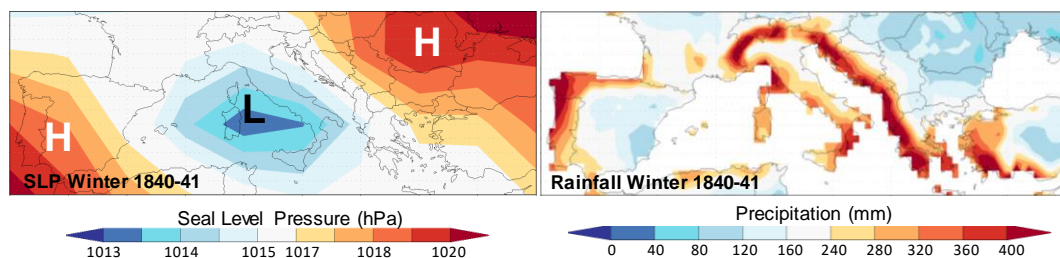 H
L
H
SLP Winter 1840-41
Rainfall Winter 1840-41
Seal Level Pressure (hPa)
1013 1014 1015 1017 1018 1020
Precipitation (mm)
0 40 80 120 160 240 280 320 360 400